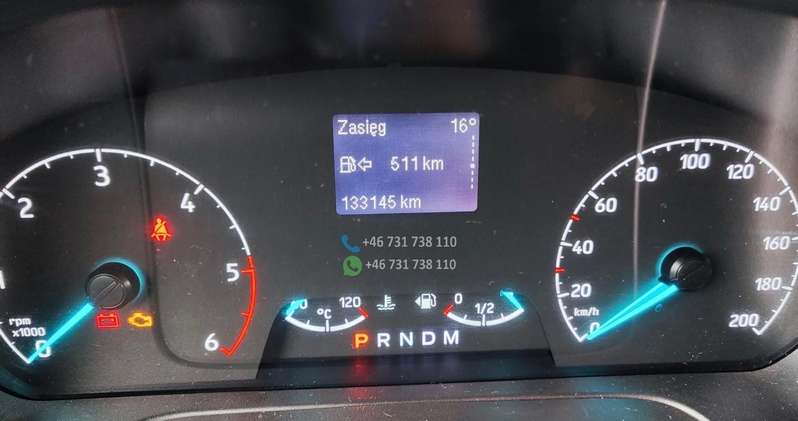 Zasięg 16°
511 km
133145 km
+46 731 738 110
+46 731 738 110
1 2 3 4 5 6
rpm
x1000
0
0 120
°C
0 1/2
P R N D M
0 20 40 60 80 100 120 140 160 180 200
km/h